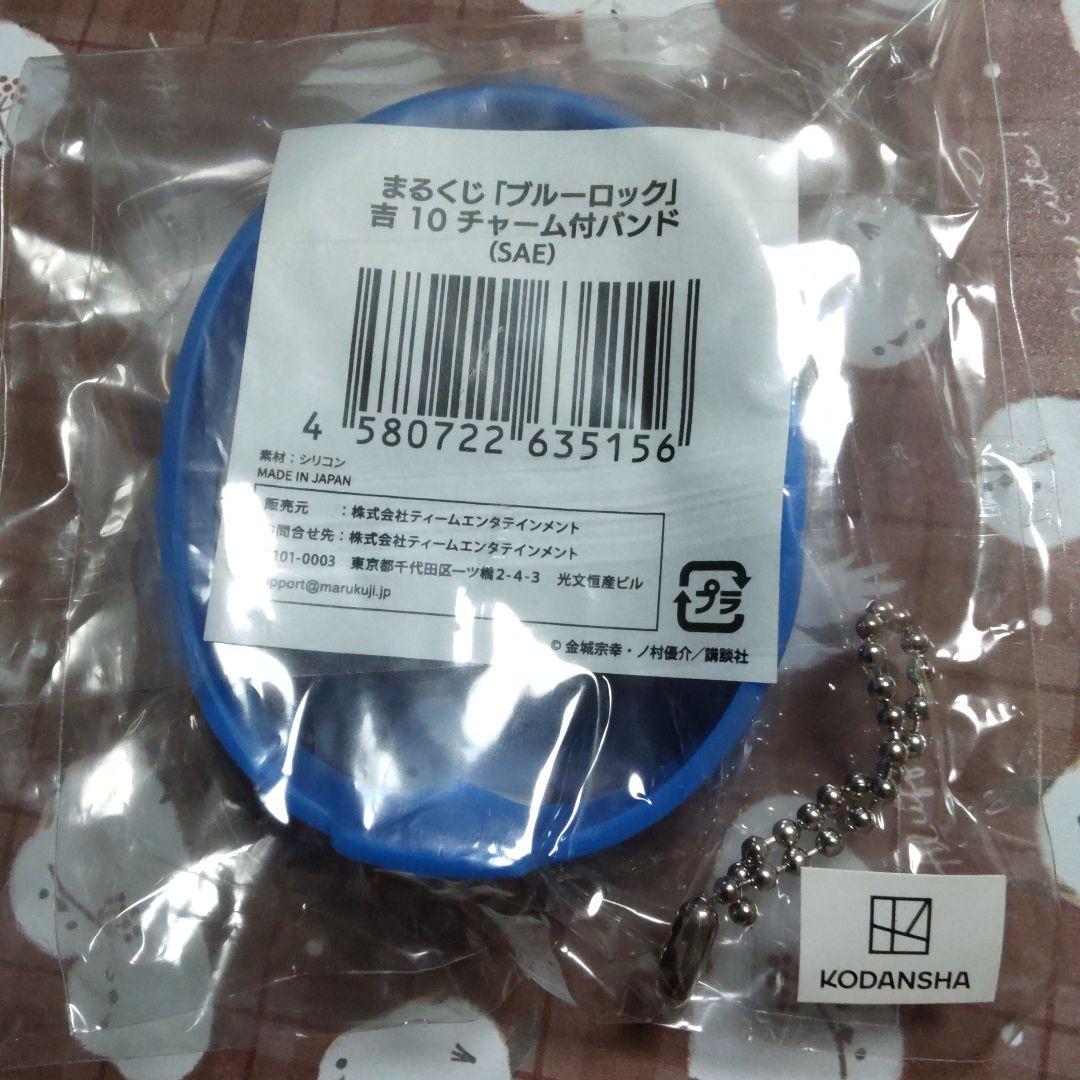 まるくじ「ブルーロック」
吉 10 チャーム付バンド
(SAE)
4 580722 635156
素材：シリコン
MADE IN JAPAN
販売元　：株式会社ティームエンタテインメント
お問合せ先：株式会社ティームエンタテインメント
101-0003　東京都千代田区一ツ橋2-4-3　光文恒産ビル
support@marukuji.jp
プラ
© 金城宗幸・ノ村優介／講談社
KODANSHA